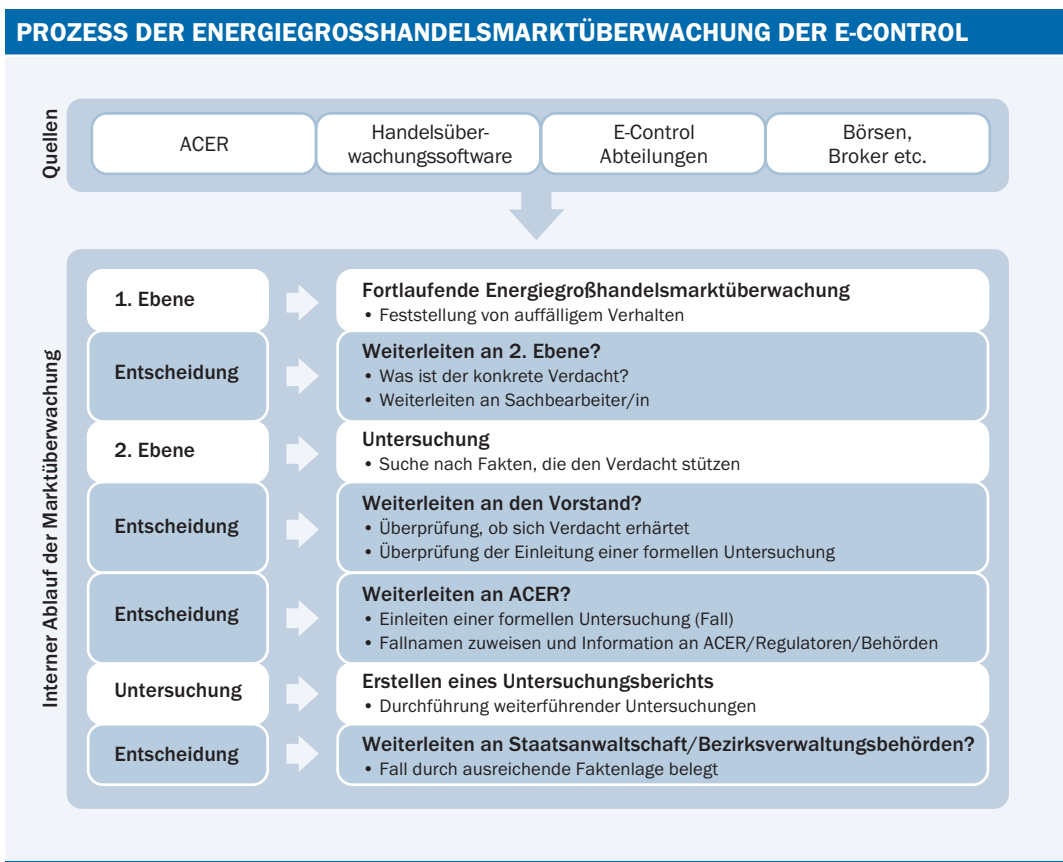 PROZESS DER ENERGIEGROSSHANDELSMARKTÜBERWACHUNG DER E-CONTROL
Quellen
ACER
Handelsüber-
wachungssoftware
E-Control
Abteilungen
Börsen,
Broker etc.
Interner Ablauf der Marktüberwachung
1. Ebene
Fortlaufende Energiegroßhandelsmarktüberwachung
• Feststellung von auffälligem Verhalten
Entscheidung
Weiterleiten an 2. Ebene?
• Was ist der konkrete Verdacht?
• Weiterleiten an Sachbearbeiter/in
2. Ebene
Untersuchung
• Suche nach Fakten, die den Verdacht stützen
Entscheidung
Weiterleiten an den Vorstand?
• Überprüfung, ob sich Verdacht erhärtet
• Überprüfung der Einleitung einer formellen Untersuchung
Entscheidung
Weiterleiten an ACER?
• Einleiten einer formellen Untersuchung (Fall)
• Fallnamen zuweisen und Information an ACER/Regulatoren/Behörden
Untersuchung
Erstellen eines Untersuchungsberichts
• Durchführung weiterführender Untersuchungen
Entscheidung
Weiterleiten an Staatsanwaltschaft/Bezirksverwaltungsbehörden?
• Fall durch ausreichende Faktenlage belegt